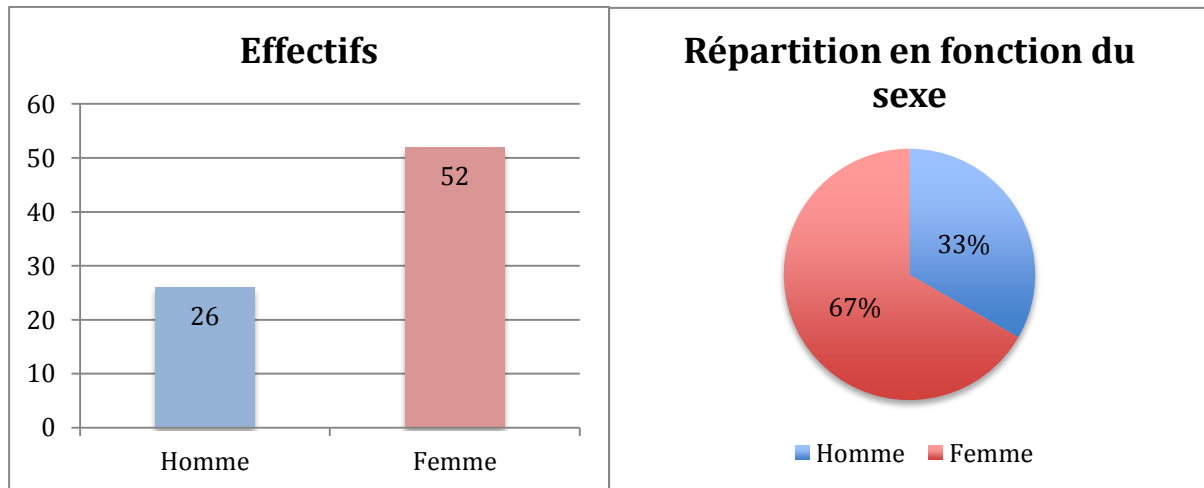 Effectifs
60
50
40
30
20
10
0
26
52
Homme
Femme
Répartition en fonction du
sexe
33%
67%
Homme
Femme